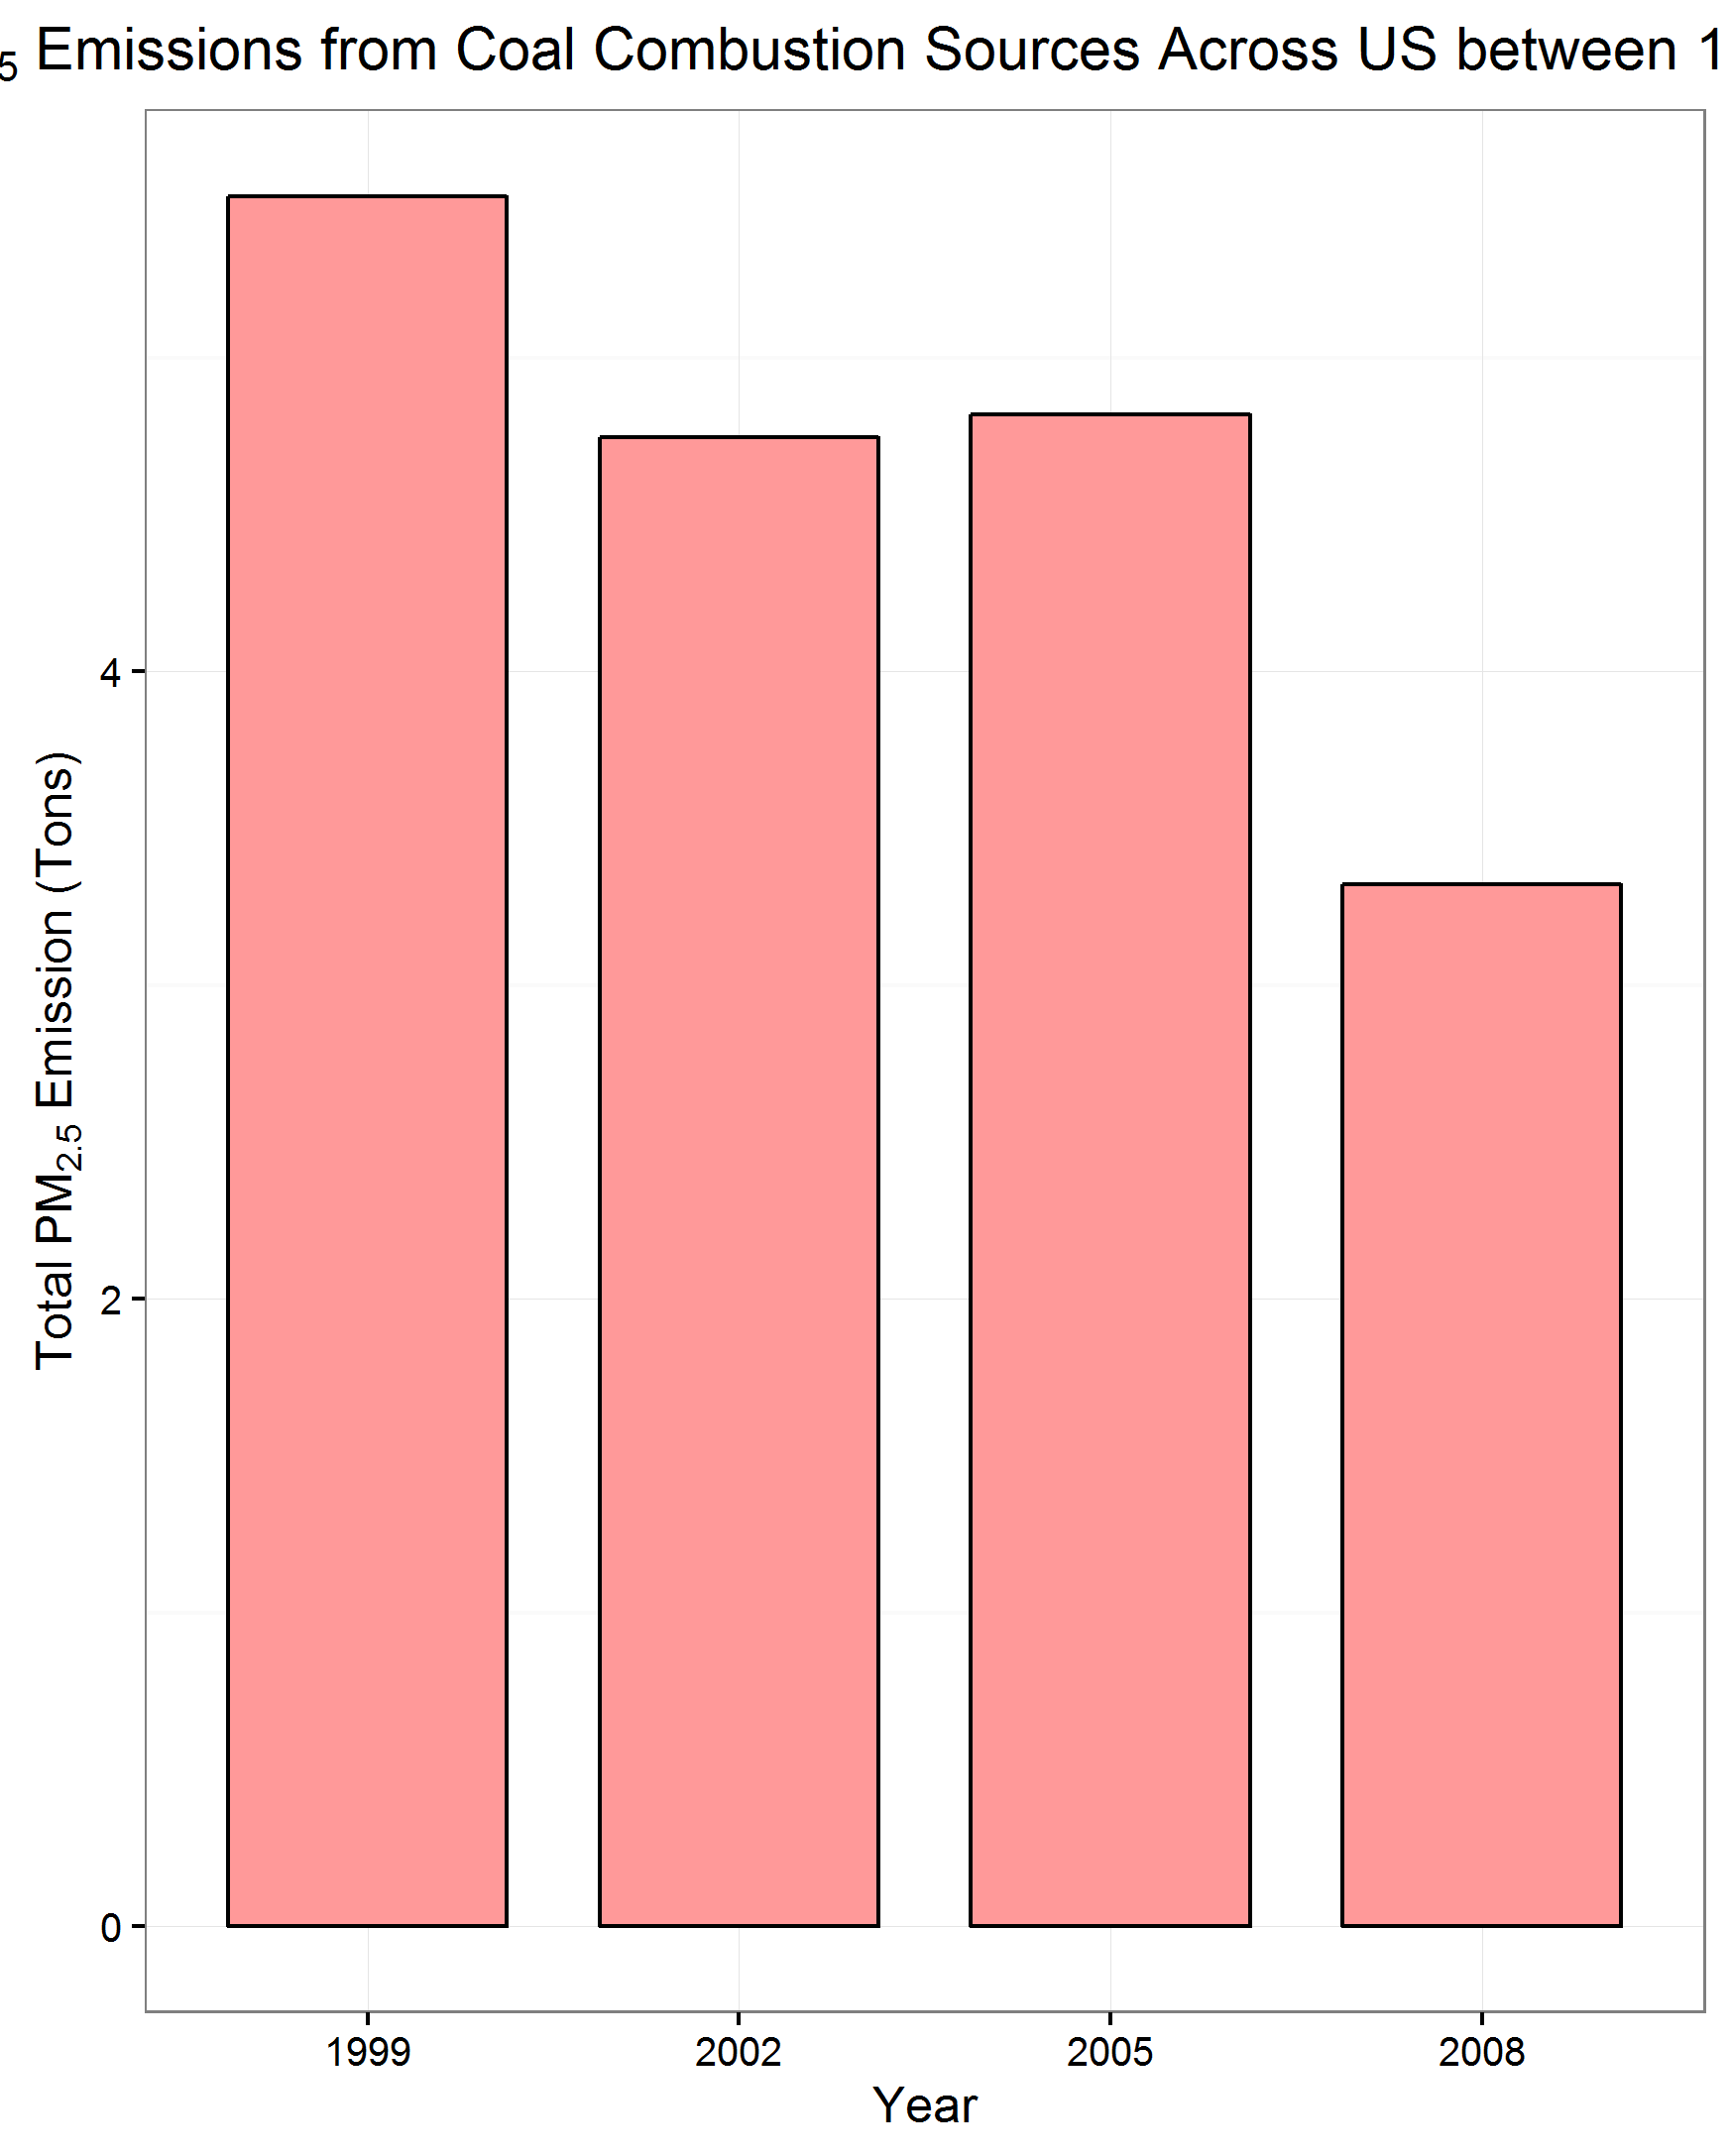 5 Emissions from Coal Combustion Sources Across US between 1
Total PM2.5 Emission (Tons)
4
2
0
1999 2002 2005 2008
Year